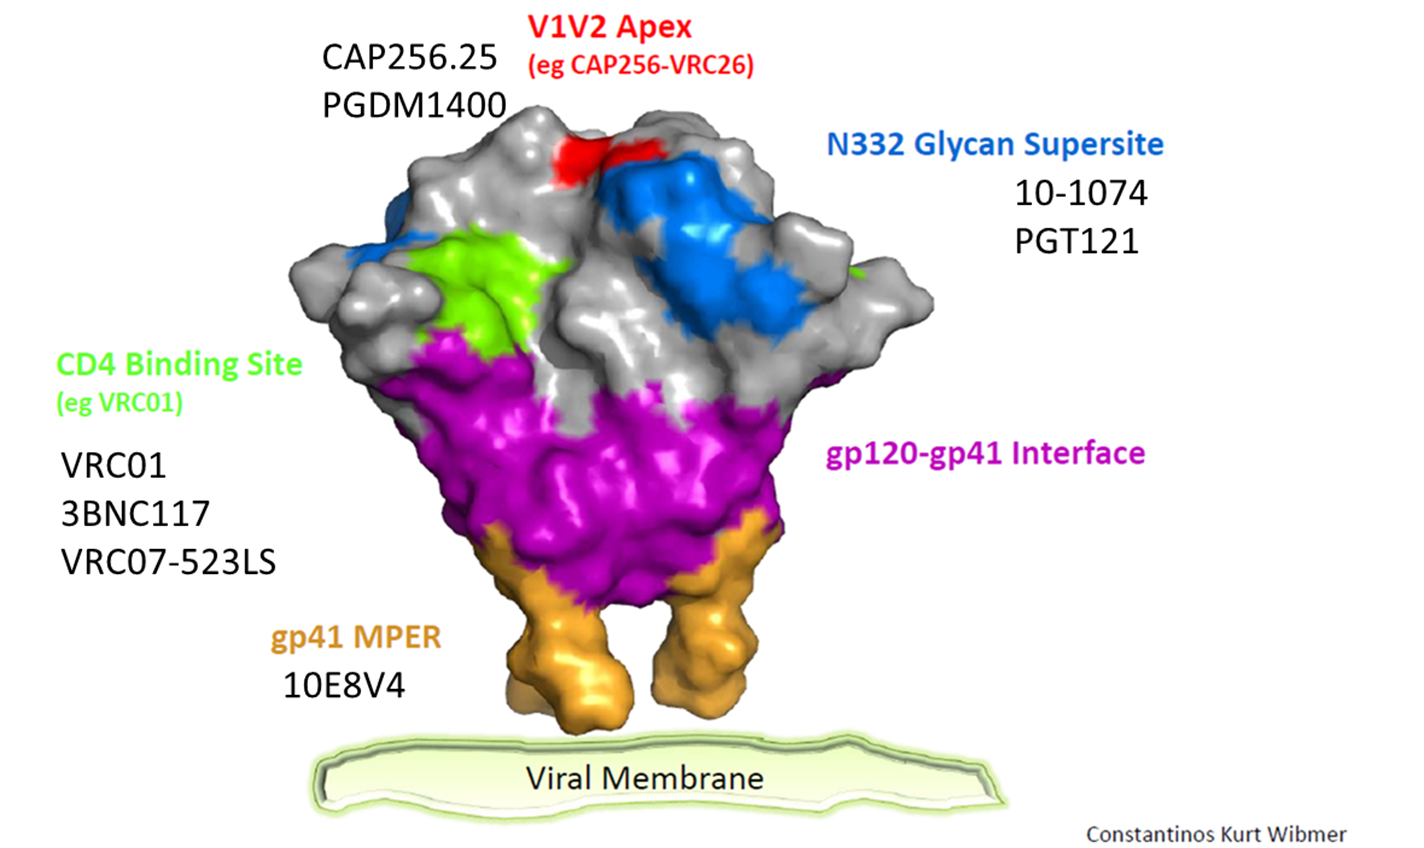 V1V2 Apex
(eg CAP256-VRC26)
CAP256.25
PGDM1400
N332 Glycan Supersite
10-1074
PGT121
CD4 Binding Site
(eg VRC01)
VRC01
3BNC117
VRC07-523LS
gp120-gp41 Interface
gp41 MPER
10E8V4
Viral Membrane
Constantinos Kurt Wibmer